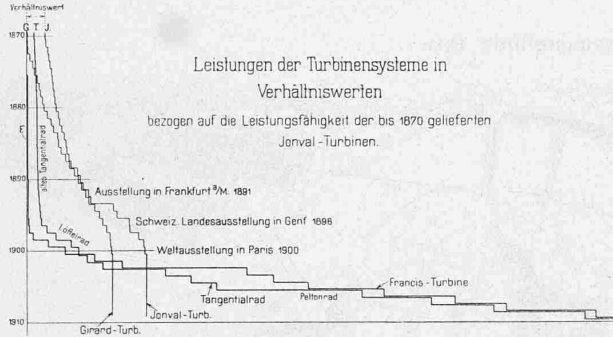 Verhältniswert
G T J
1870
Leistungen der Turbinensysteme in
Verhältniswerten
bezogen auf die Leistungsfähigkeit der bis 1870 gelieferten
Jonval-Turbinen.
1880
F
altes Tangentialrad
1890
Ausstellung in Frankfurt a/M. 1891
Schweiz. Landesausstellung in Genf 1896
Löffelrad
1900
Weltausstellung in Paris 1900
Francis-Turbine
Tangentialrad
Peltonrad
Jonval-Turb.
1910
Girard-Turb.